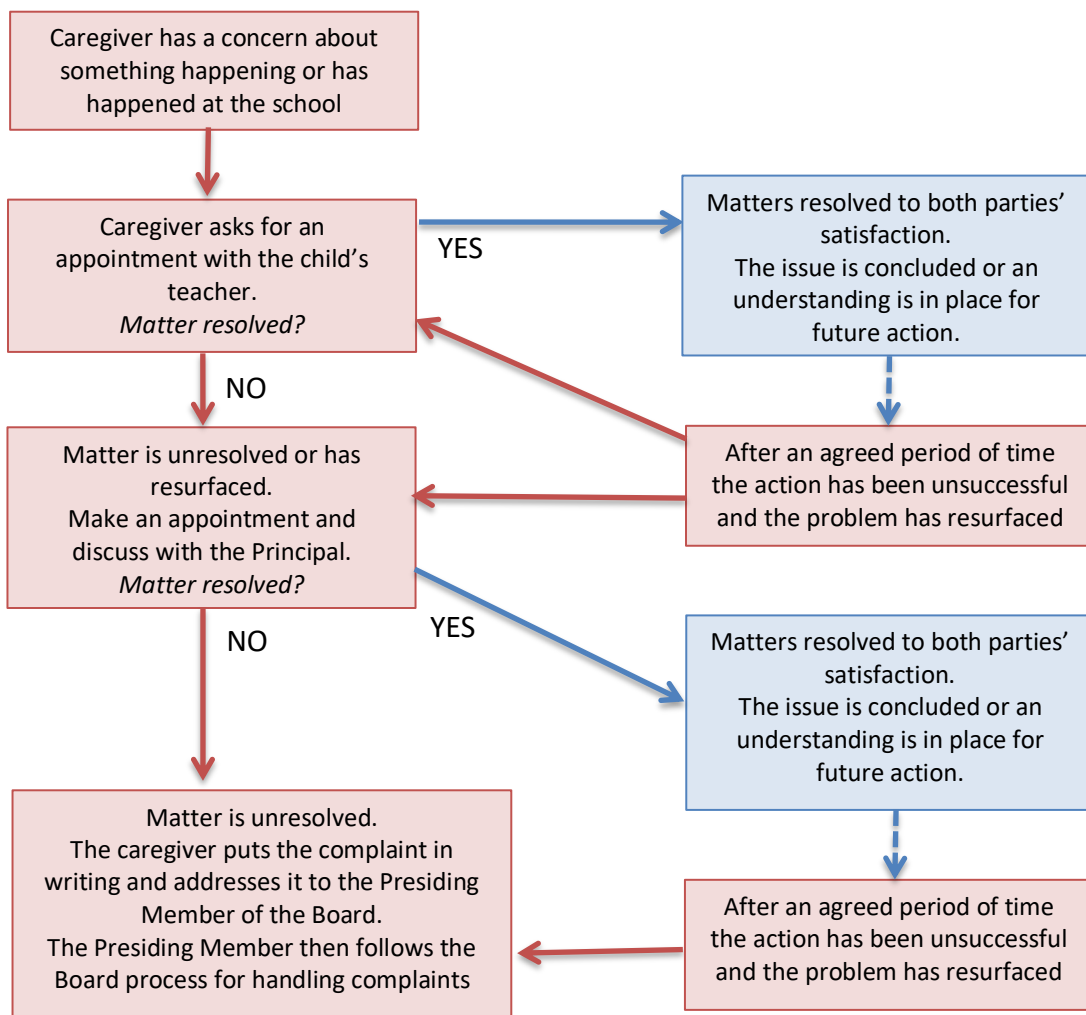 Caregiver has a concern about
something happening or has
happened at the school
Caregiver asks for an
appointment with the child’s
teacher.
Matter resolved?
YES
Matters resolved to both parties’
satisfaction.
The issue is concluded or an
understanding is in place for
future action.
NO
After an agreed period of time
the action has been unsuccessful
and the problem has resurfaced
Matter is unresolved or has
resurfaced.
Make an appointment and
discuss with the Principal.
Matter resolved?
YES
NO
Matters resolved to both parties’
satisfaction.
The issue is concluded or an
understanding is in place for
future action.
Matter is unresolved.
The caregiver puts the complaint in
writing and addresses it to the Presiding
Member of the Board.
The Presiding Member then follows the
Board process for handling complaints
After an agreed period of time
the action has been unsuccessful
and the problem has resurfaced